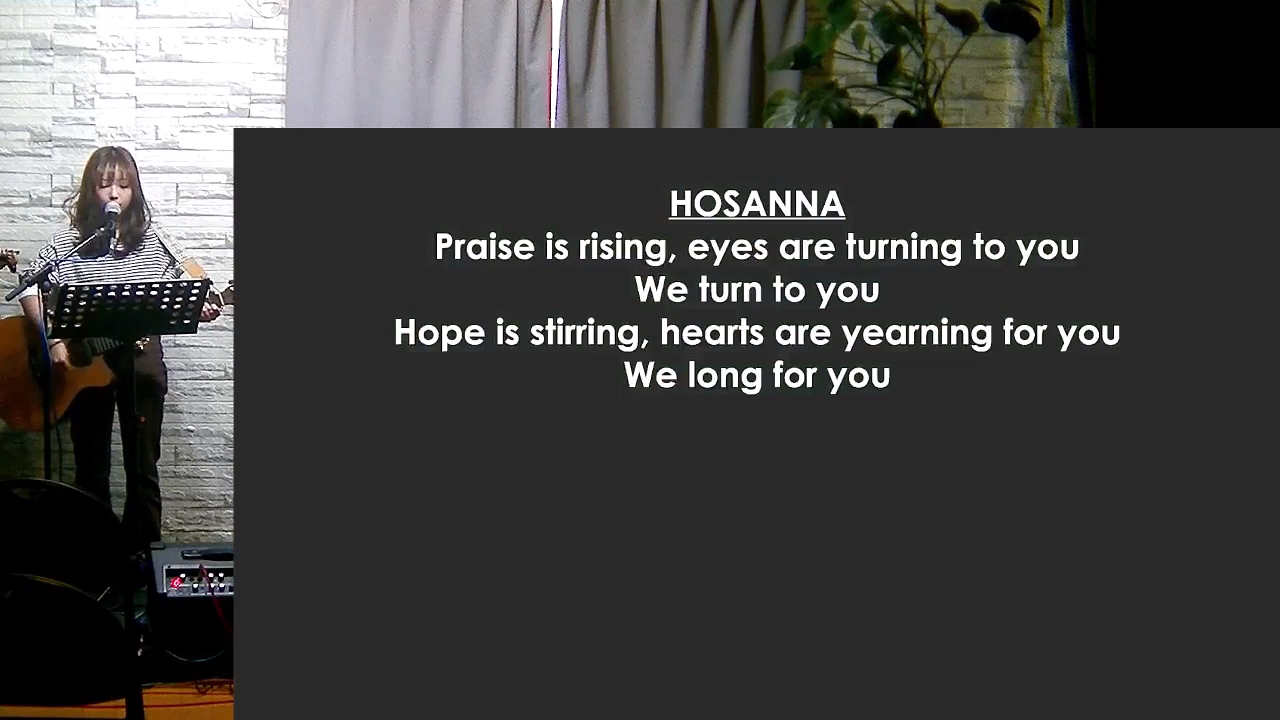 HOSANNA
Praise is rising, eyes are turning to you
We turn to you
Hope is stirring, hearts are yearning for you
We long for you